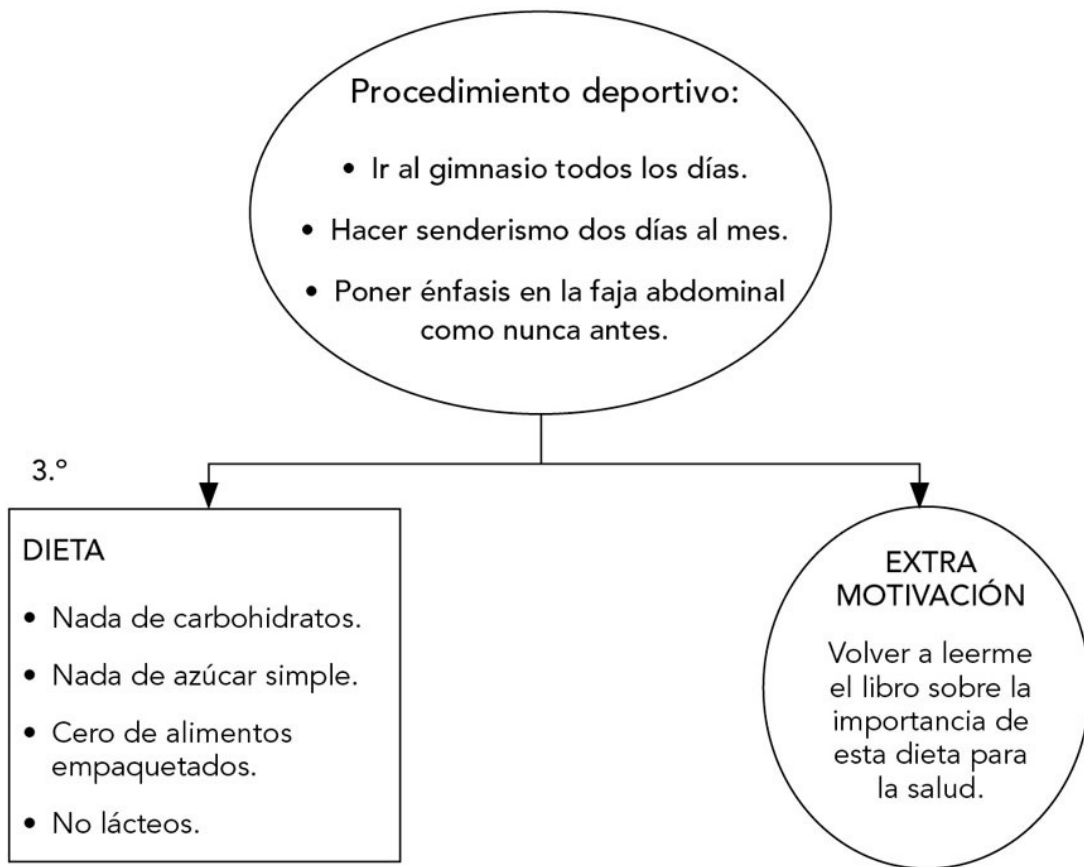 Procedimiento deportivo:
• Ir al gimnasio todos los días.
• Hacer senderismo dos días al mes.
• Poner énfasis en la faja abdominal
como nunca antes.
3.º
DIETA
• Nada de carbohidratos.
• Nada de azúcar simple.
• Cero de alimentos
empaquetados.
• No lácteos.
EXTRA
MOTIVACIÓN
Volver a leerme
el libro sobre la
importancia de
esta dieta para
la salud.